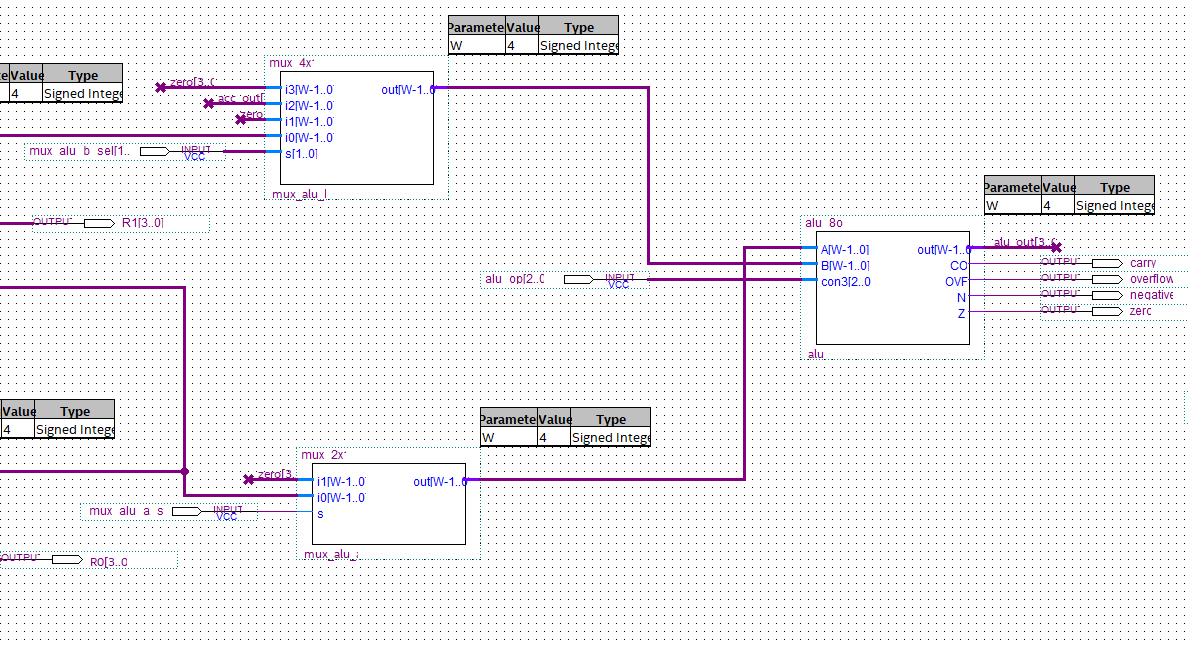 Paramete Value Type
W 4 Signed Intege
mux 4x1
Value Type
4 Signed Intege
zero[3..0
i3[W-1..0]
out[W-1..0
acc out[
i2[W-1..0]
zero
i1[W-1..0]
i0[W-1..0]
mux alu b sel[1..
INPUT
VCC
s[1..0]
mux_alu_
OUTPUT
R1[3..0]
Paramete Value Type
W 4 Signed Intege
alu 8o
A[W-1..0]
out[W-1..0
alu out[3..
B[W-1..0]
CO
OUTPUT
carry
alu op[2..0
INPUT
VCC
con3[2..0
OVF
OUTPUT
overflow
N
OUTPUT
negative
Z
OUTPUT
zero
alu
Value Type
4 Signed Intege
Paramete Value Type
W 4 Signed Intege
mux 2x1
zero[3
i1[W-1..0]
out[W-1..0
i0[W-1..0]
mux alu a s
INPUT
VCC
s
mux_alu_
OUTPUT
R0[3..0